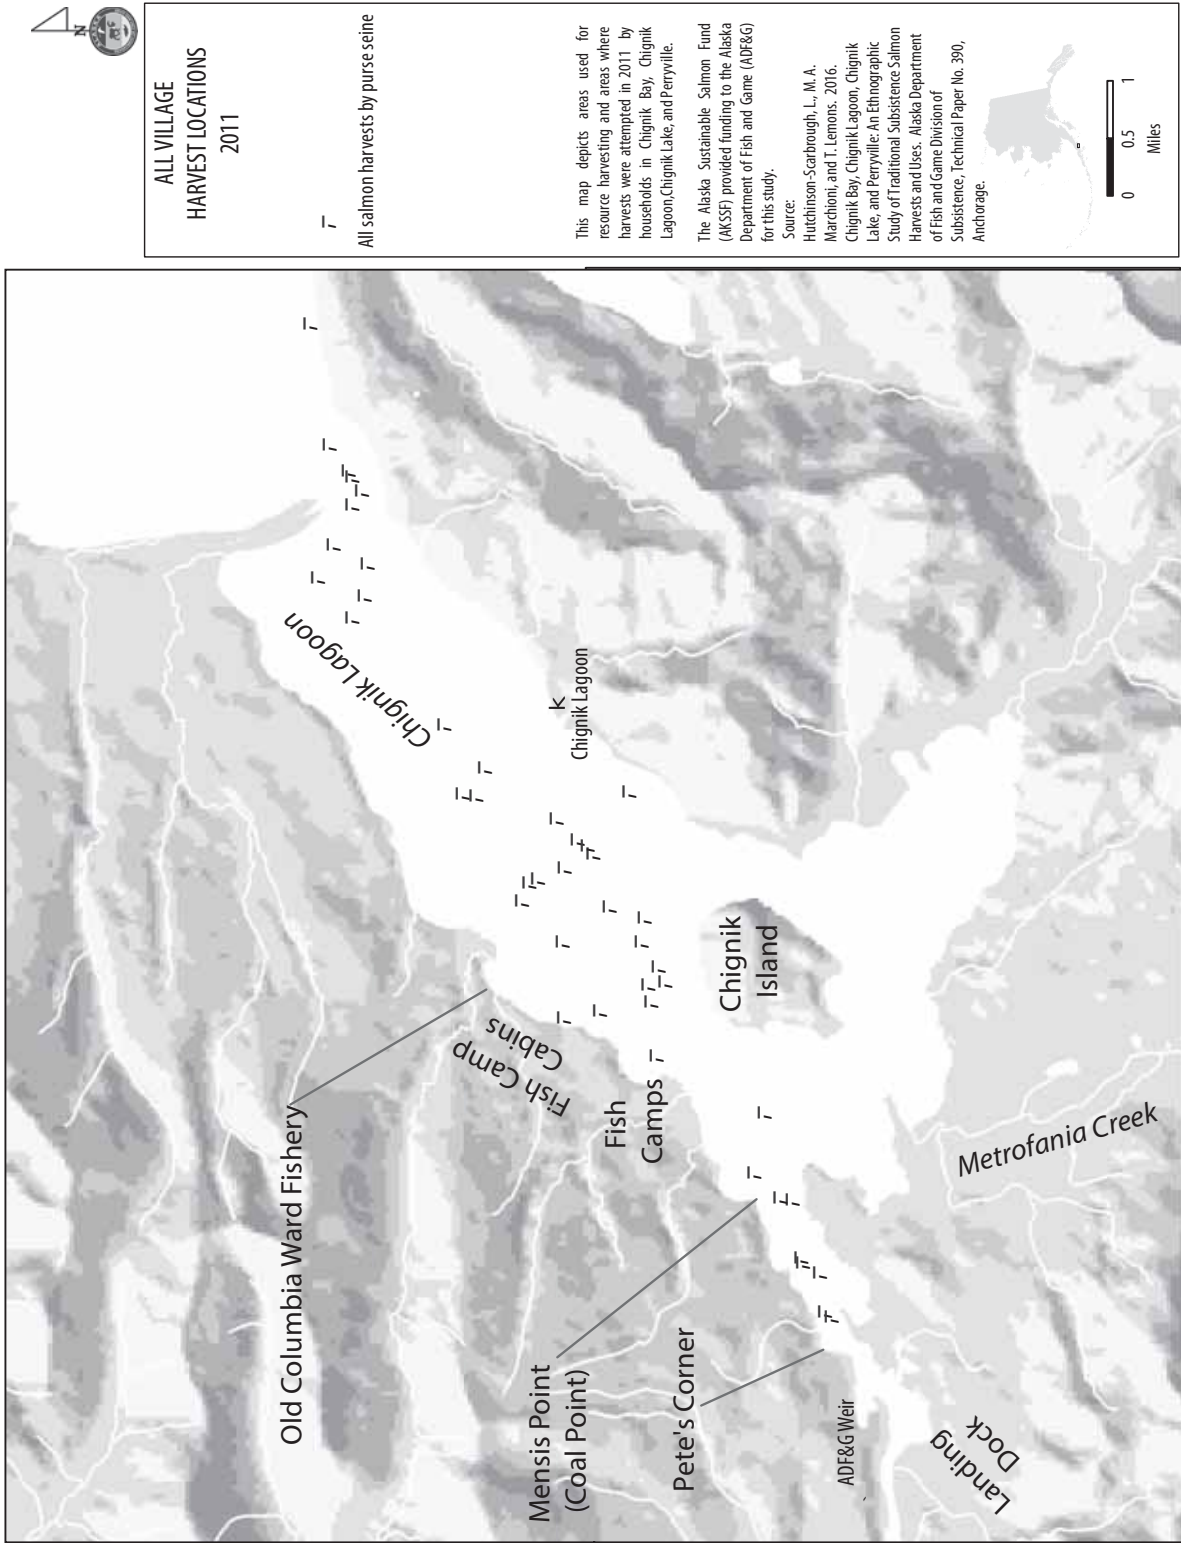 N
ALL VILLAGE
HARVEST LOCATIONS
2011
All salmon harvests by purse seine
This map depicts areas used for
resource harvesting and areas where
harvests were attempted in 2011 by
households in Chignik Bay, Chignik
Lagoon,Chignik Lake, and Perryville.
The Alaska Sustainable Salmon Fund
(AKSSF) provided funding to the Alaska
Department of Fish and Game (ADF&G)
for this study.
Source:
Hutchinson-Scarbrough, L., M. A.
Marchioni, and T. Lemons. 2016.
Chignik Bay, Chignik Lagoon, Chignik
Lake, and Perryville: An Ethnographic
Study of Traditional Subsistence Salmon
Harvests and Uses. Alaska Department
of Fish and Game Division of
Subsistence, Technical Paper No. 390,
Anchorage.
0 0.5 1
Miles
Chignik Lagoon
Chignik Lagoon
Chignik
Island
Old Columbia Ward Fishery
Fish Camp
Cabins
Fish
Camps
Mensis Point
(Coal Point)
Pete's Corner
ADF&G Weir
Landing
Dock
Metrofania Creek